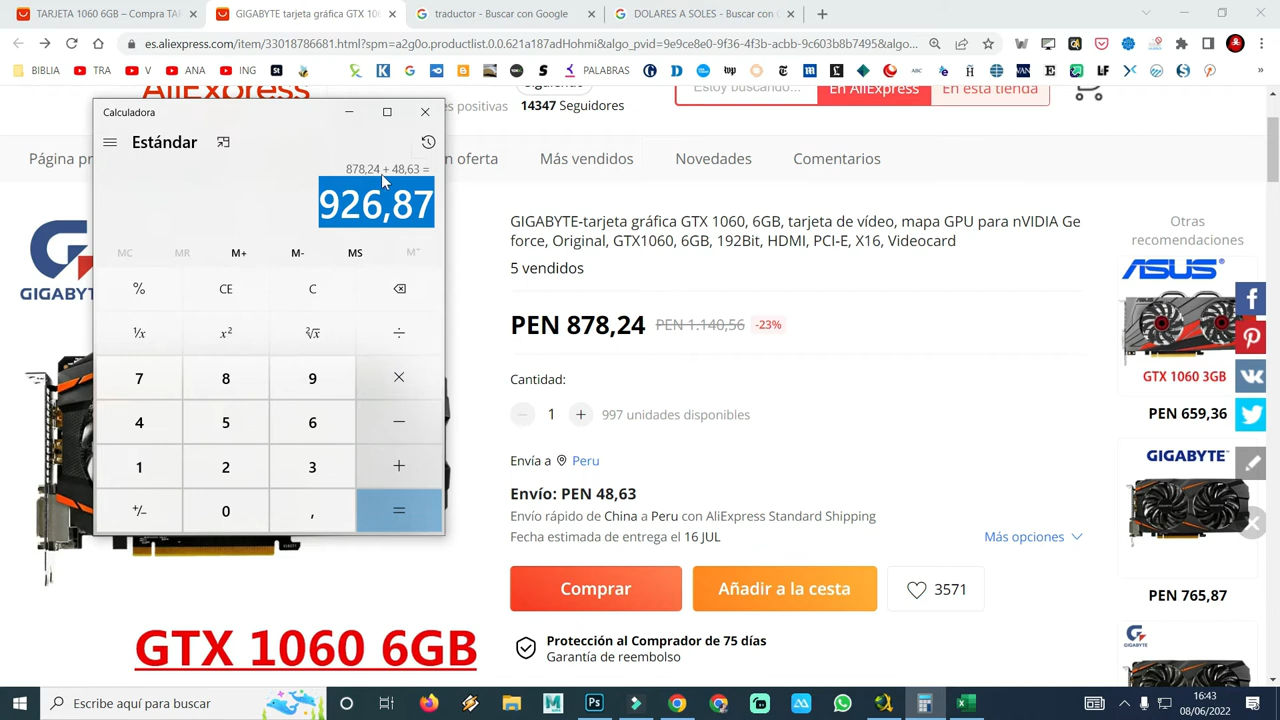 TARJETA 1060 6GB – Compra TAF
GIGABYTE tarjeta gráfica GTX 106
traductor - Buscar con Google
DOLARES A SOLES - Buscar con G
es.aliexpress.com/item/33018786681.html?spm=a2g0o.productlist.0.0.621a1f37adHohmi&algo_pvid=9e9ce8e0-9f36-4f3b-acbb-9c603b8b7495&algo...
BIBLIA
TRA
V
ANA
ING
PALABRAS
AliExpress
es positivas
14347 Seguidores
Estoy buscando...
En AliExpress
En esta tienda
Página pr
n oferta
Más vendidos
Novedades
Comentarios
Calculadora
Estándar
878,24 + 48,63 =
926,87
MC MR M+ M- MS M˅
% CE C
¹/x x² ²√x ÷
7 8 9 ×
4 5 6 −
1 2 3 +
+/− 0 , =
GIGABY
GTX 1060 6GB
GIGABYTE-tarjeta gráfica GTX 1060, 6GB, tarjeta de vídeo, mapa GPU para nVIDIA Ge
force, Original, GTX1060, 6GB, 192Bit, HDMI, PCI-E, X16, Videocard
5 vendidos
PEN 878,24 PEN 1.140,56 -23%
Cantidad:
1
997 unidades disponibles
Envía a Peru
Envío: PEN 48,63
Envío rápido de China a Peru con AliExpress Standard Shipping
Fecha estimada de entrega el 16 JUL
Más opciones
Comprar
Añadir a la cesta
3571
Protección al Comprador de 75 días
Garantía de reembolso
Otras
recomendaciones
ASUS
GTX 1060 3GB
PEN 659,36
GIGABYTE
PEN 765,87
GIGABYTE
Escribe aquí para buscar
16:43
08/06/2022